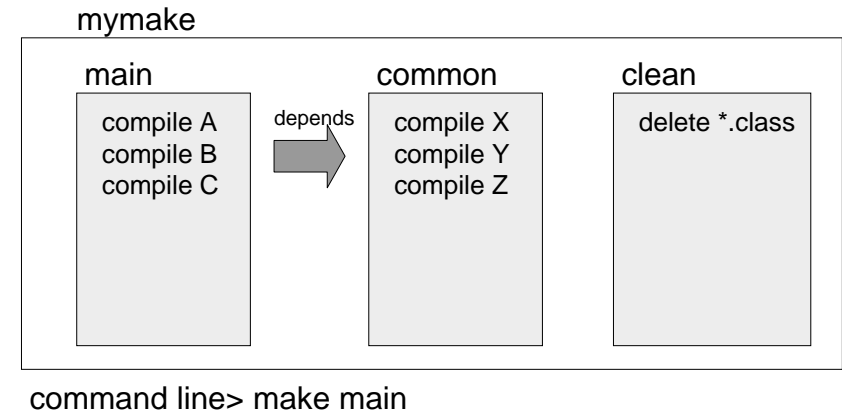 mymake
main
compile A
compile B
compile C
depends
common
compile X
compile Y
compile Z
clean
delete *.class
command line> make main